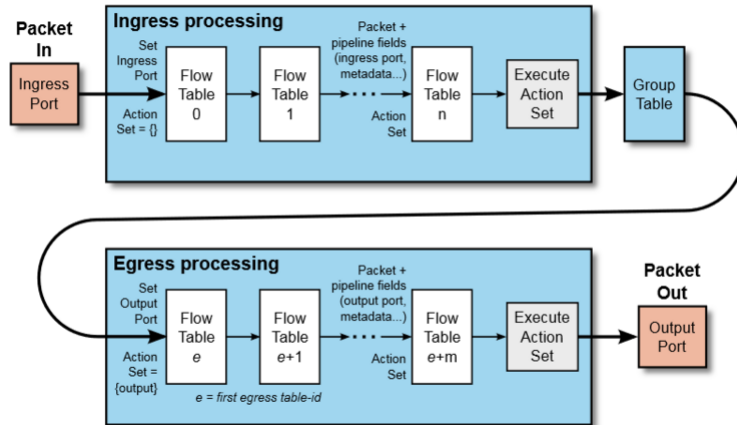 Ingress processing
Packet
In
Ingress
Port
Set
Ingress
Port
Action
Set = {}
Flow
Table
0
Flow
Table
1
Packet +
pipeline fields
(ingress port,
metadata...)
Action
Set
Flow
Table
n
Execute
Action
Set
Group
Table
Egress processing
Set
Output
Port
Action
Set =
{output}
Flow
Table
e
Flow
Table
e+1
e = first egress table-id
Packet +
pipeline fields
(output port,
metadata...)
Action
Set
Flow
Table
e+m
Execute
Action
Set
Packet
Out
Output
Port